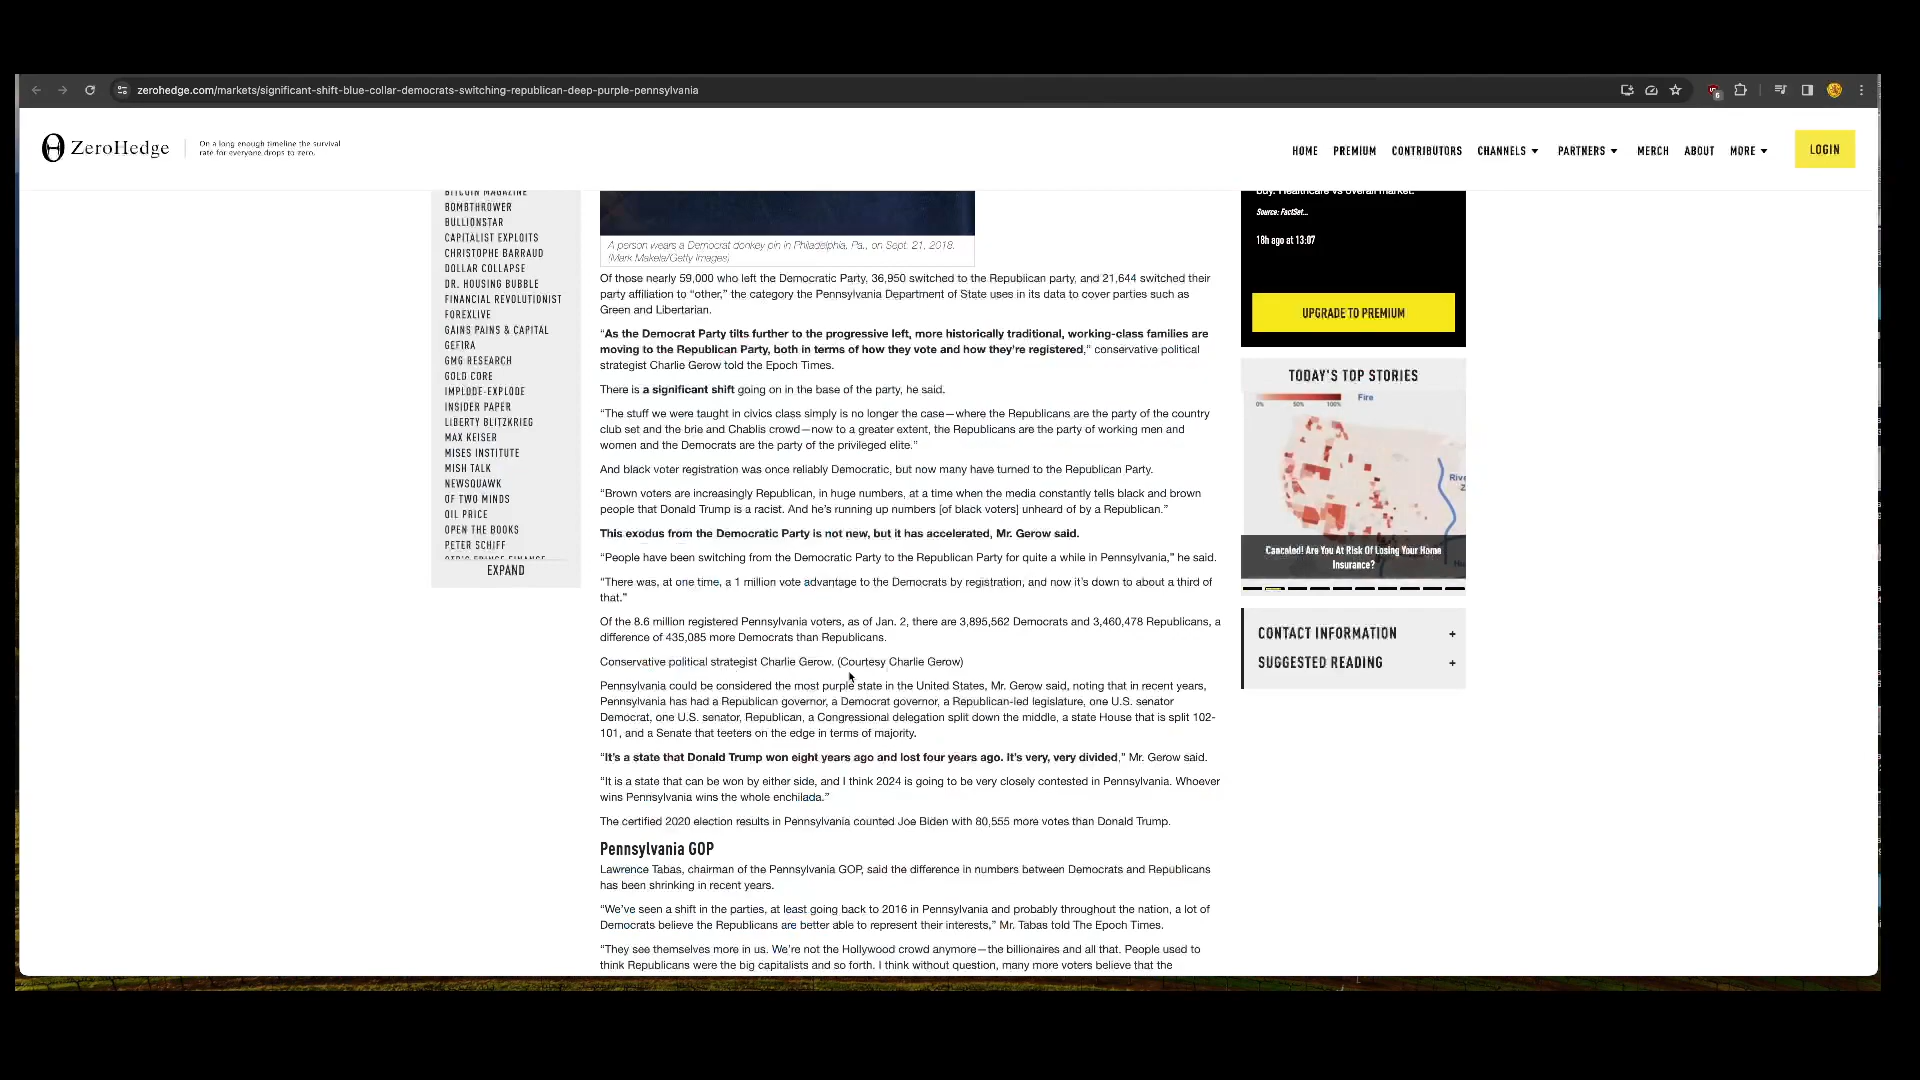 zerohedge.com/markets/significant-shift-blue-collar-democrats-switching-republican-deep-purple-pennsylvania
6
ZeroHedge
On a long enough timeline the survival
rate for everyone drops to zero.
HOME PREMIUM CONTRIBUTORS CHANNELS PARTNERS MERCH ABOUT MORE LOGIN
BITCOIN MAGAZINE
BOMBTHROWER
BULLIONSTAR
CAPITALIST EXPLOITS
CHRISTOPHE BARRAUD
DOLLAR COLLAPSE
DR. HOUSING BUBBLE
FINANCIAL REVOLUTIONIST
FOREXLIVE
GAINS PAINS & CAPITAL
GEFIRA
GMG RESEARCH
GOLD CORE
IMPLODE-EXPLODE
INSIDER PAPER
LIBERTY BLITZKRIEG
MAX KEISER
MISES INSTITUTE
MISH TALK
NEWSQUAWK
OF TWO MINDS
OIL PRICE
OPEN THE BOOKS
PETER SCHIFF
EXPAND
A person wears a Democrat donkey pin in Philadelphia, Pa., on Sept. 21, 2018.
(Mark Makela/Getty Images)
Of those nearly 59,000 who left the Democratic Party, 36,950 switched to the Republican party, and 21,644 switched their
party affiliation to “other,” the category the Pennsylvania Department of State uses in its data to cover parties such as
Green and Libertarian.
“As the Democrat Party tilts further to the progressive left, more historically traditional, working-class families are
moving to the Republican Party, both in terms of how they vote and how they’re registered,” conservative political
strategist Charlie Gerow told the Epoch Times.
There is a significant shift going on in the base of the party, he said.
“The stuff we were taught in civics class simply is no longer the case—where the Republicans are the party of the country
club set and the brie and Chablis crowd—now to a greater extent, the Republicans are the party of working men and
women and the Democrats are the party of the privileged elite.”
And black voter registration was once reliably Democratic, but now many have turned to the Republican Party.
“Brown voters are increasingly Republican, in huge numbers, at a time when the media constantly tells black and brown
people that Donald Trump is a racist. And he’s running up numbers [of black voters] unheard of by a Republican.”
This exodus from the Democratic Party is not new, but it has accelerated, Mr. Gerow said.
“People have been switching from the Democratic Party to the Republican Party for quite a while in Pennsylvania,” he said.
“There was, at one time, a 1 million vote advantage to the Democrats by registration, and now it’s down to about a third of
that.”
Of the 8.6 million registered Pennsylvania voters, as of Jan. 2, there are 3,895,562 Democrats and 3,460,478 Republicans, a
difference of 435,085 more Democrats than Republicans.
Conservative political strategist Charlie Gerow. (Courtesy Charlie Gerow)
Pennsylvania could be considered the most purple state in the United States, Mr. Gerow said, noting that in recent years,
Pennsylvania has had a Republican governor, a Democrat governor, a Republican-led legislature, one U.S. senator
Democrat, one U.S. senator, Republican, a Congressional delegation split down the middle, a state House that is split 102-
101, and a Senate that teeters on the edge in terms of majority.
“It’s a state that Donald Trump won eight years ago and lost four years ago. It’s very, very divided,” Mr. Gerow said.
“It is a state that can be won by either side, and I think 2024 is going to be very closely contested in Pennsylvania. Whoever
wins Pennsylvania wins the whole enchilada.”
The certified 2020 election results in Pennsylvania counted Joe Biden with 80,555 more votes than Donald Trump.
Pennsylvania GOP
Lawrence Tabas, chairman of the Pennsylvania GOP, said the difference in numbers between Democrats and Republicans
has been shrinking in recent years.
“We’ve seen a shift in the parties, at least going back to 2016 in Pennsylvania and probably throughout the nation, a lot of
Democrats believe the Republicans are better able to represent their interests,” Mr. Tabas told The Epoch Times.
“They see themselves more in us. We’re not the Hollywood crowd anymore—the billionaires and all that. People used to
think Republicans were the big capitalists and so forth. I think without question, many more voters believe that the
Buy: Healthcare vs overall market.
Source: FactSet...
18h ago at 13:07
UPGRADE TO PREMIUM
TODAY'S TOP STORIES
0% 50% 100% Fire
Canceled! Are You At Risk Of Losing Your Home
Insurance?
CONTACT INFORMATION +
SUGGESTED READING +